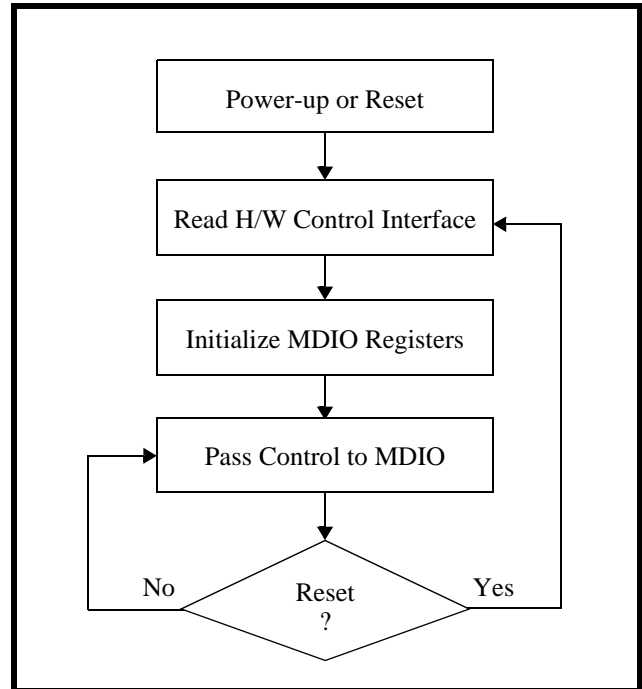 Power-up or Reset
Read H/W Control Interface
Initialize MDIO Registers
Pass Control to MDIO
No
Reset
?
Yes